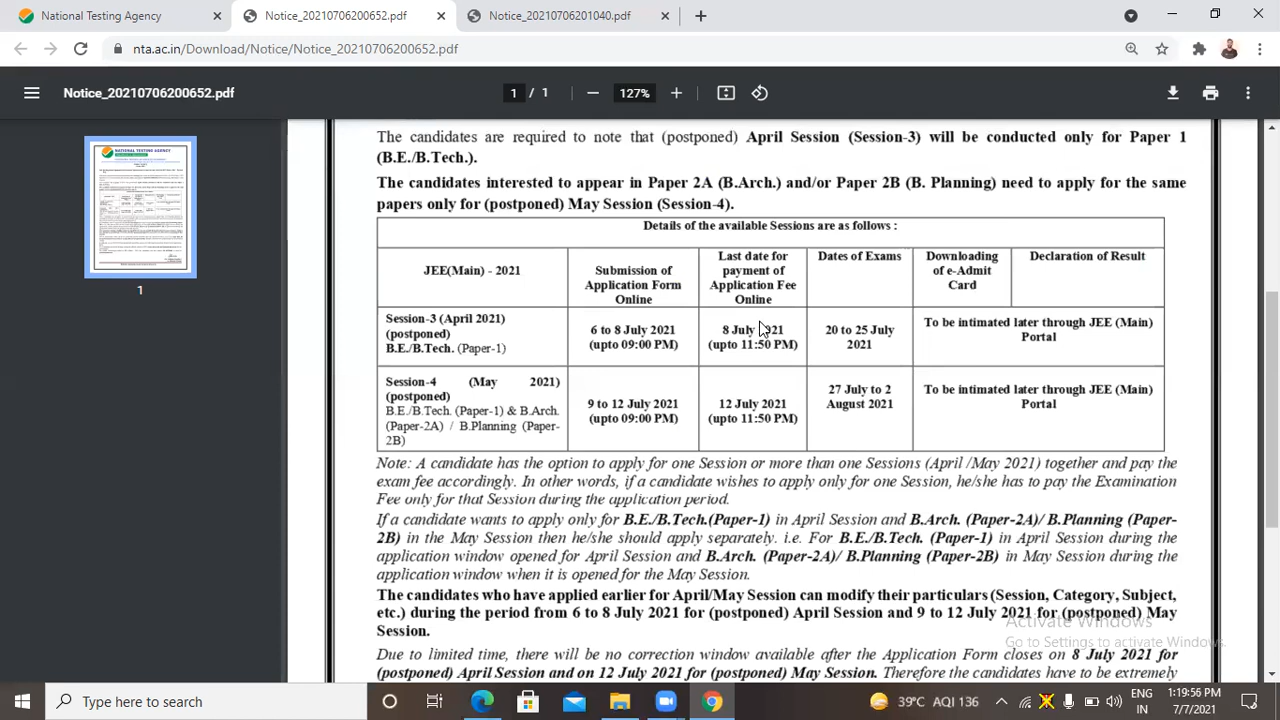 National Testing Agency
Notice_20210706200652.pdf
Notice_20210706201040.pdf
nta.ac.in/Download/Notice/Notice_20210706200652.pdf
Notice_20210706200652.pdf
1 / 1
127%
1
The candidates are required to note that (postponed) April Session (Session-3) will be conducted only for Paper 1
(B.E./B.Tech.).
The candidates interested to appear in Paper 2A (B.Arch.) and/or Paper 2B (B. Planning) need to apply for the same
papers only for (postponed) May Session (Session-4).
Details of the available Sessions are as follows :
JEE(Main) - 2021
Submission of
Application Form
Online
Last date for
payment of
Application Fee
Online
Dates of Exams
Downloading
of e-Admit
Card
Declaration of Result
Session-3 (April 2021)
(postponed)
B.E./B.Tech. (Paper-1)
6 to 8 July 2021
(upto 09:00 PM)
8 July 2021
(upto 11:50 PM)
20 to 25 July
2021
To be intimated later through JEE (Main)
Portal
Session-4 (May 2021)
(postponed)
B.E./B.Tech. (Paper-1) & B.Arch.
(Paper-2A) / B.Planning (Paper-
2B)
9 to 12 July 2021
(upto 09:00 PM)
12 July 2021
(upto 11:50 PM)
27 July to 2
August 2021
To be intimated later through JEE (Main)
Portal
Note: A candidate has the option to apply for one Session or more than one Sessions (April /May 2021) together and pay the
exam fee accordingly. In other words, if a candidate wishes to apply only for one Session, he/she has to pay the Examination
Fee only for that Session during the application period.
If a candidate wants to apply only for B.E./B.Tech.(Paper-1) in April Session and B.Arch. (Paper-2A)/ B.Planning (Paper-
2B) in the May Session then he/she should apply separately. i.e. For B.E./B.Tech. (Paper-1) in April Session during the
application window opened for April Session and B.Arch. (Paper-2A)/ B.Planning (Paper-2B) in May Session during the
application window when it is opened for the May Session.
The candidates who have applied earlier for April/May Session can modify their particulars (Session, Category, Subject,
etc.) during the period from 6 to 8 July 2021 for (postponed) April Session and 9 to 12 July 2021 for (postponed) May
Session.
Activate Windows
Go to Settings to activate Windows.
Due to limited time, there will be no correction window available after the Application Form closes on 8 July 2021 for
(postponed) April Session and on 12 July 2021 for (postponed) May Session. Therefore the candidates have to be extremely
Type here to search
39°C AQI 136
ENG
IN
1:19:56 PM
7/7/2021